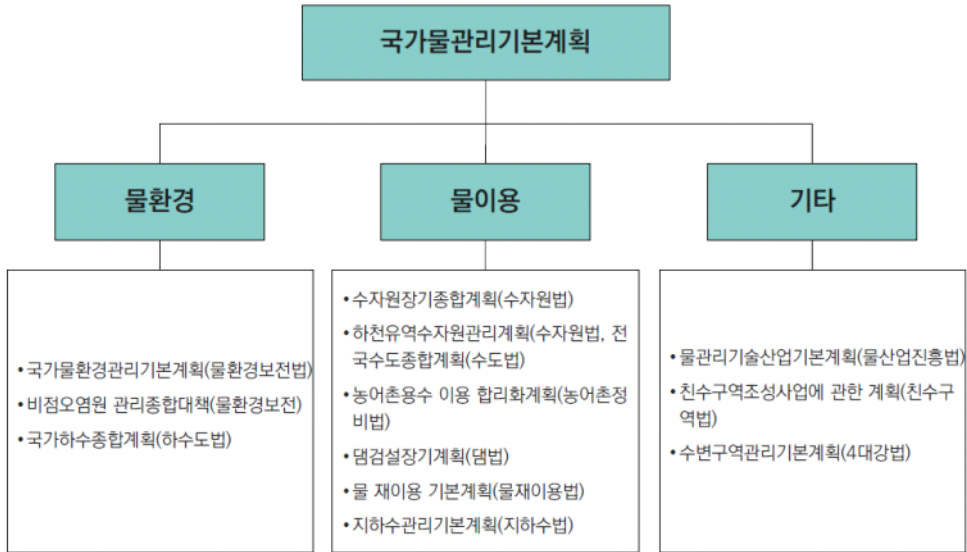 국가물관리기본계획
물환경
물이용
기타
•국가물환경관리기본계획(물환경보전법)
•비점오염원 관리종합대책(물환경보전)
•국가하수종합계획(하수도법)
•수자원장기종합계획(수자원법)
•하천유역수자원관리계획(수자원법, 전
국수도종합계획(수도법)
•농어촌용수 이용 합리화계획(농어촌정
비법)
•댐검설장기계획(댐법)
•물 재이용 기본계획(물재이용법)
•지하수관리기본계획(지하수법)
•물관리기술산업기본계획(물산업진흥법)
•친수구역조성사업에 관한 계획(친수구
역법)
•수변구역관리기본계획(4대강법)